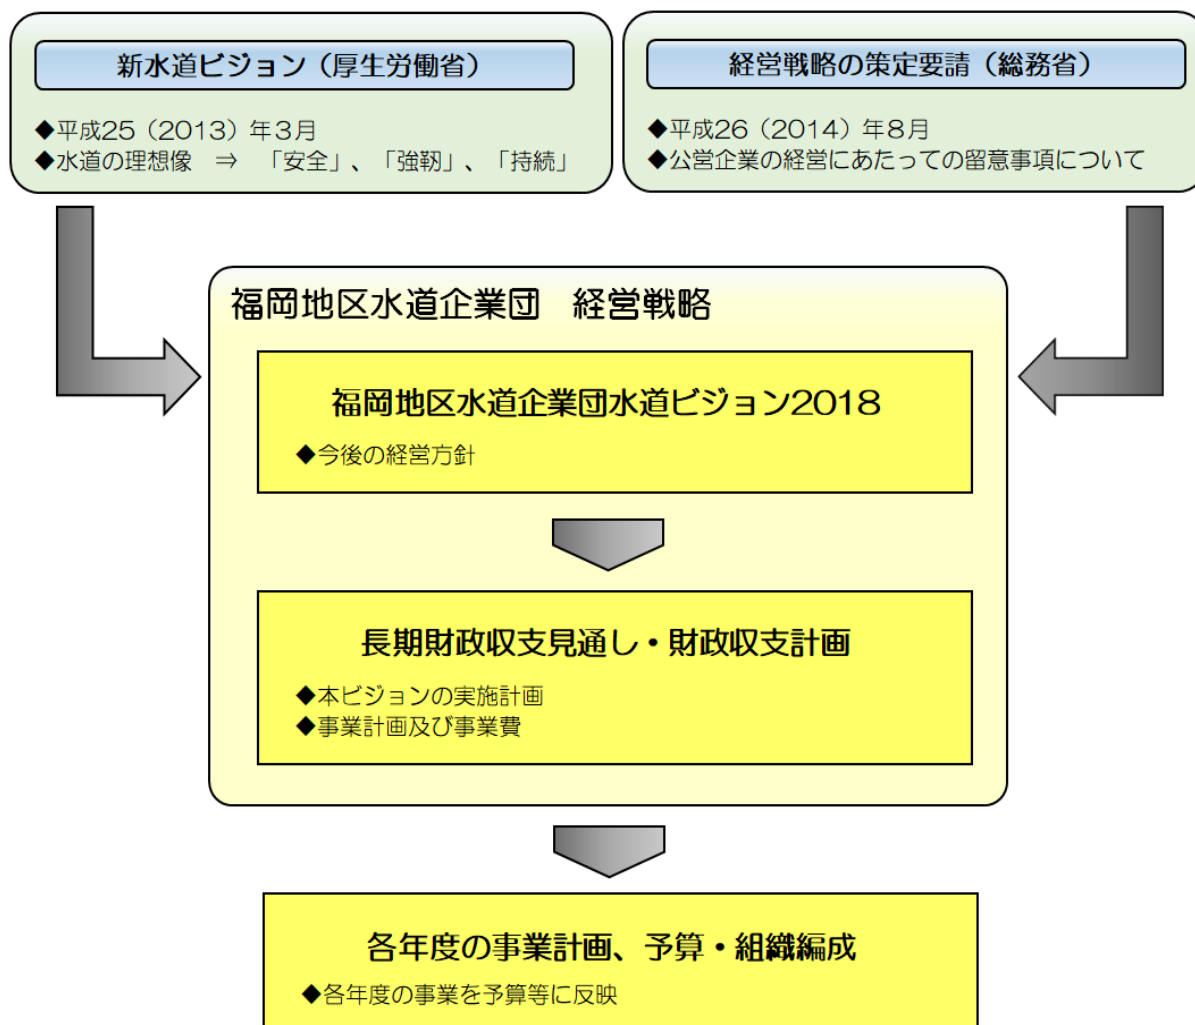 新水道ビジョン（厚生労働省）
◆平成25（2013）年３月
◆水道の理想像　⇒　「安全」、「強靭」、「持続」
経営戦略の策定要請（総務省）
◆平成26（2014）年８月
◆公営企業の経営にあたっての留意事項について
福岡地区水道企業団　経営戦略
福岡地区水道企業団水道ビジョン2018
◆今後の経営方針
長期財政収支見通し・財政収支計画
◆本ビジョンの実施計画
◆事業計画及び事業費
各年度の事業計画、予算・組織編成
◆各年度の事業を予算等に反映